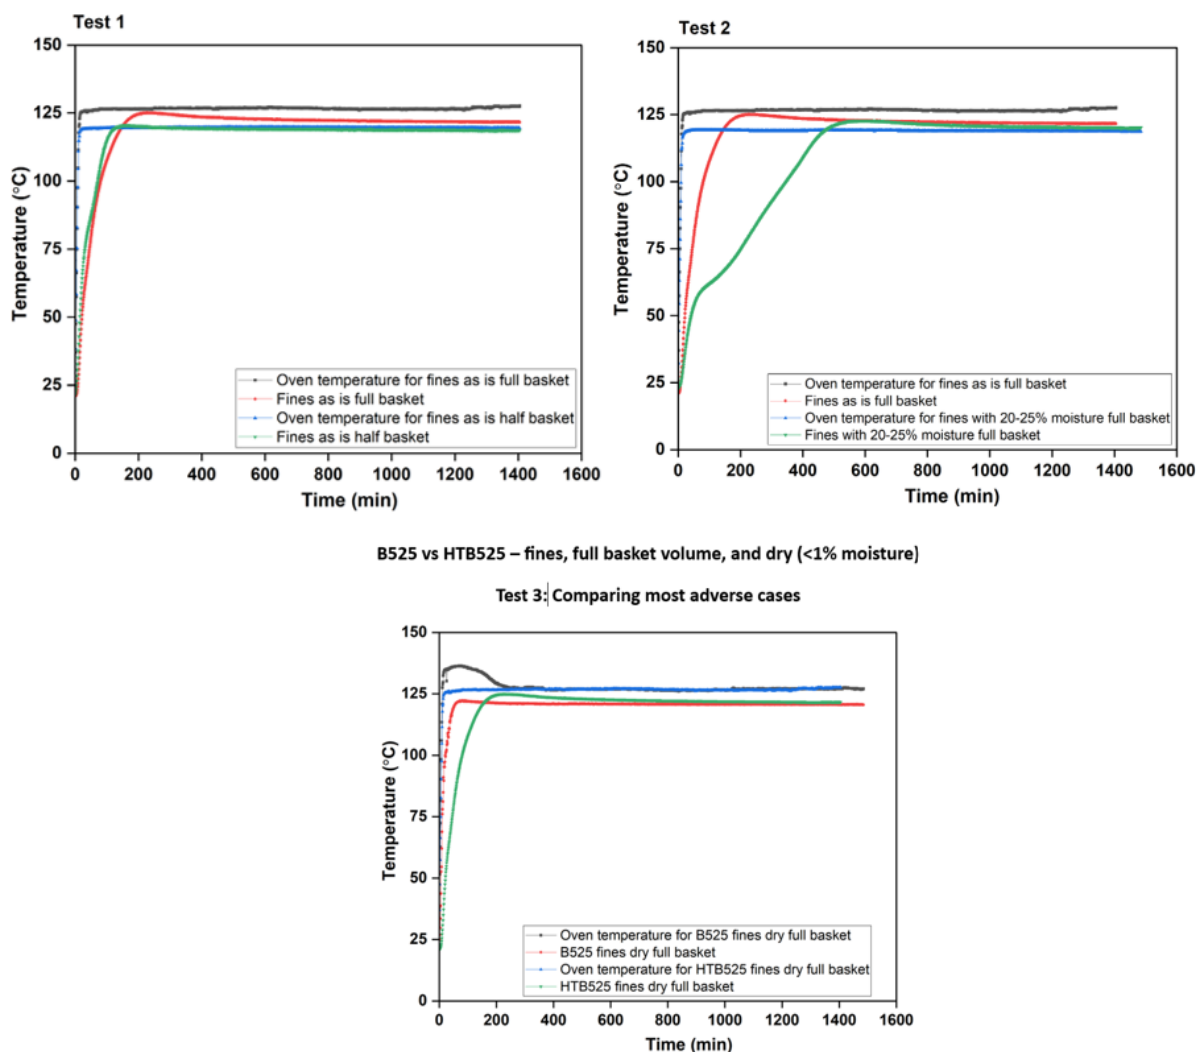 Test 1
150
125
100
75
50
25
0
Temperature (°C)
Oven temperature for fines as is full basket
Fines as is full basket
Oven temperature for fines as is half basket
Fines as is half basket
0 200 400 600 800 1000 1200 1400 1600
Time (min)
Test 2
150
125
100
75
50
25
0
Temperature (°C)
Oven temperature for fines as is full basket
Fines as is full basket
Oven temperature for fines with 20-25% moisture full basket
Fines with 20-25% moisture full basket
0 200 400 600 800 1000 1200 1400 1600
Time (min)
B525 vs HTB525 – fines, full basket volume, and dry (<1% moisture)
Test 3: Comparing most adverse cases
150
125
100
75
50
25
0
Temperature (°C)
Oven temperature for B525 fines dry full basket
B525 fines dry full basket
Oven temperature for HTB525 fines dry full basket
HTB525 fines dry full basket
0 200 400 600 800 1000 1200 1400 1600
Time (min)